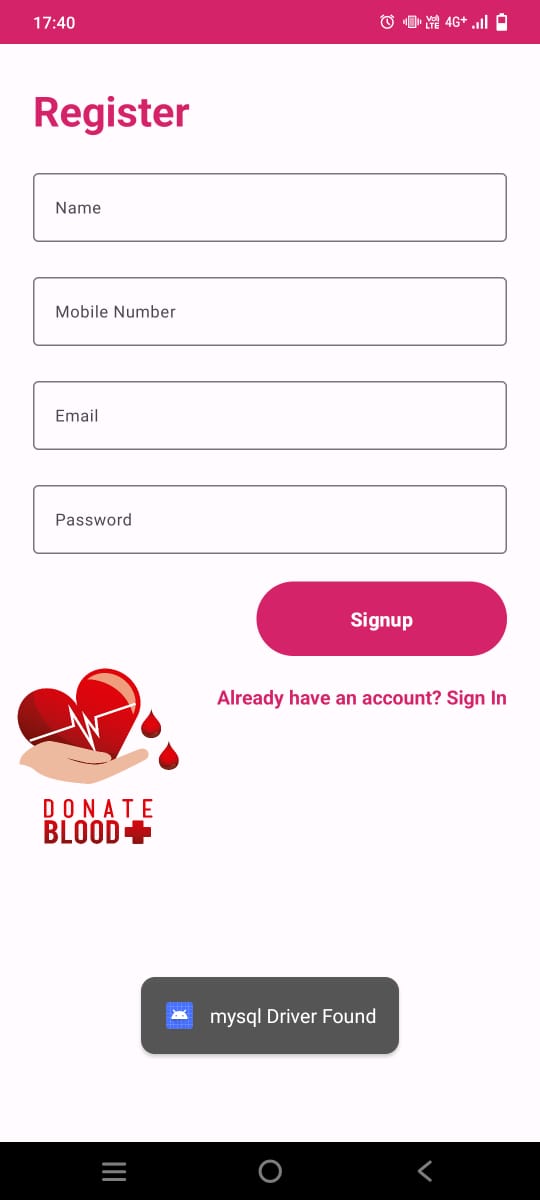 17:40
Vo) LTE 4G+
Register
Name
Mobile Number
Email
Password
Signup
Already have an account? Sign In
DONATE
BLOOD
mysql Driver Found